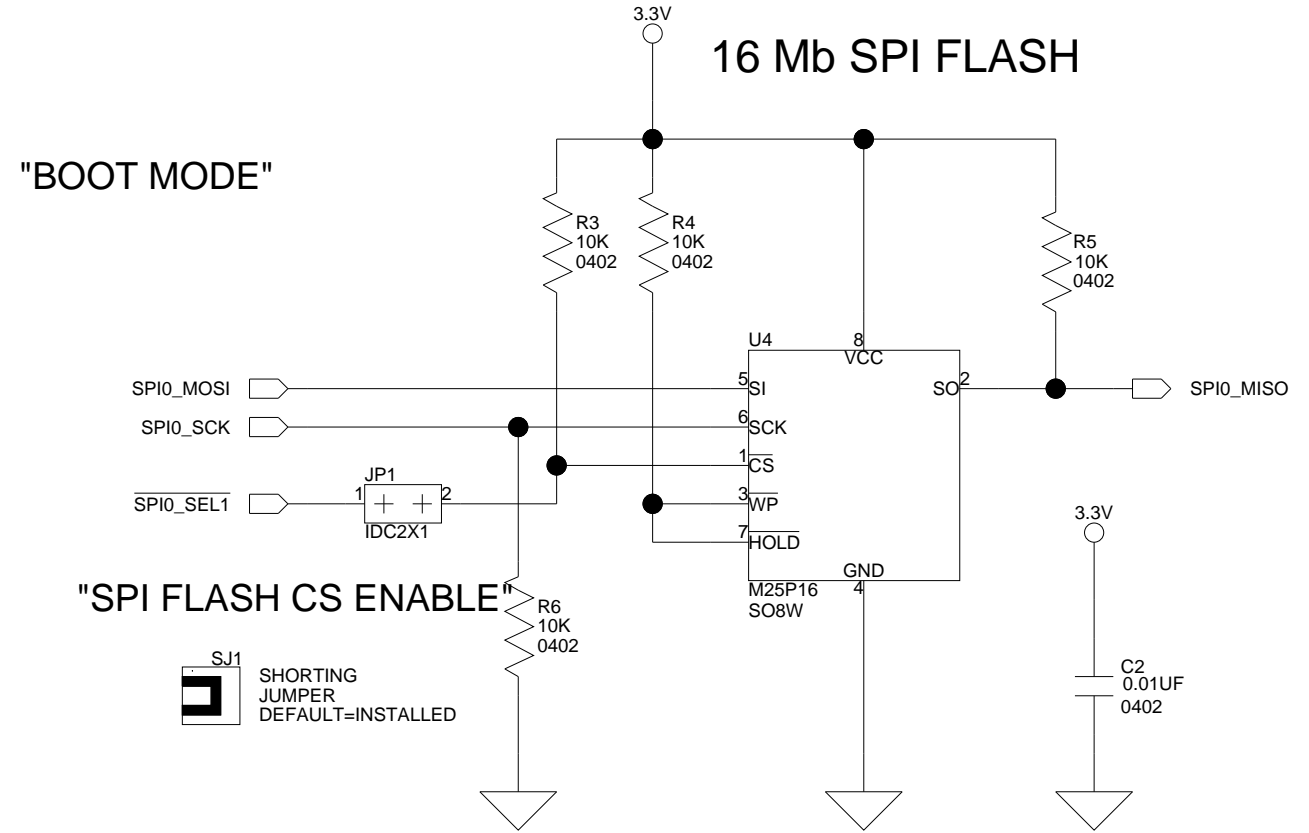 3.3V
16 Mb SPI FLASH
"BOOT MODE"
R3
10K
0402
R4
10K
0402
R5
10K
0402
U4
8
VCC
SPI0_MOSI
5
SI
SO
2
SPI0_MISO
SPI0_SCK
6
SCK
1
CS
JP1
SPI0_SEL1
1
2
IDC2X1
3
WP
7
HOLD
3.3V
GND
4
M25P16
SO8W
"SPI FLASH CS ENABLE"
R6
10K
0402
SJ1
SHORTING
JUMPER
DEFAULT=INSTALLED
C2
0.01UF
0402